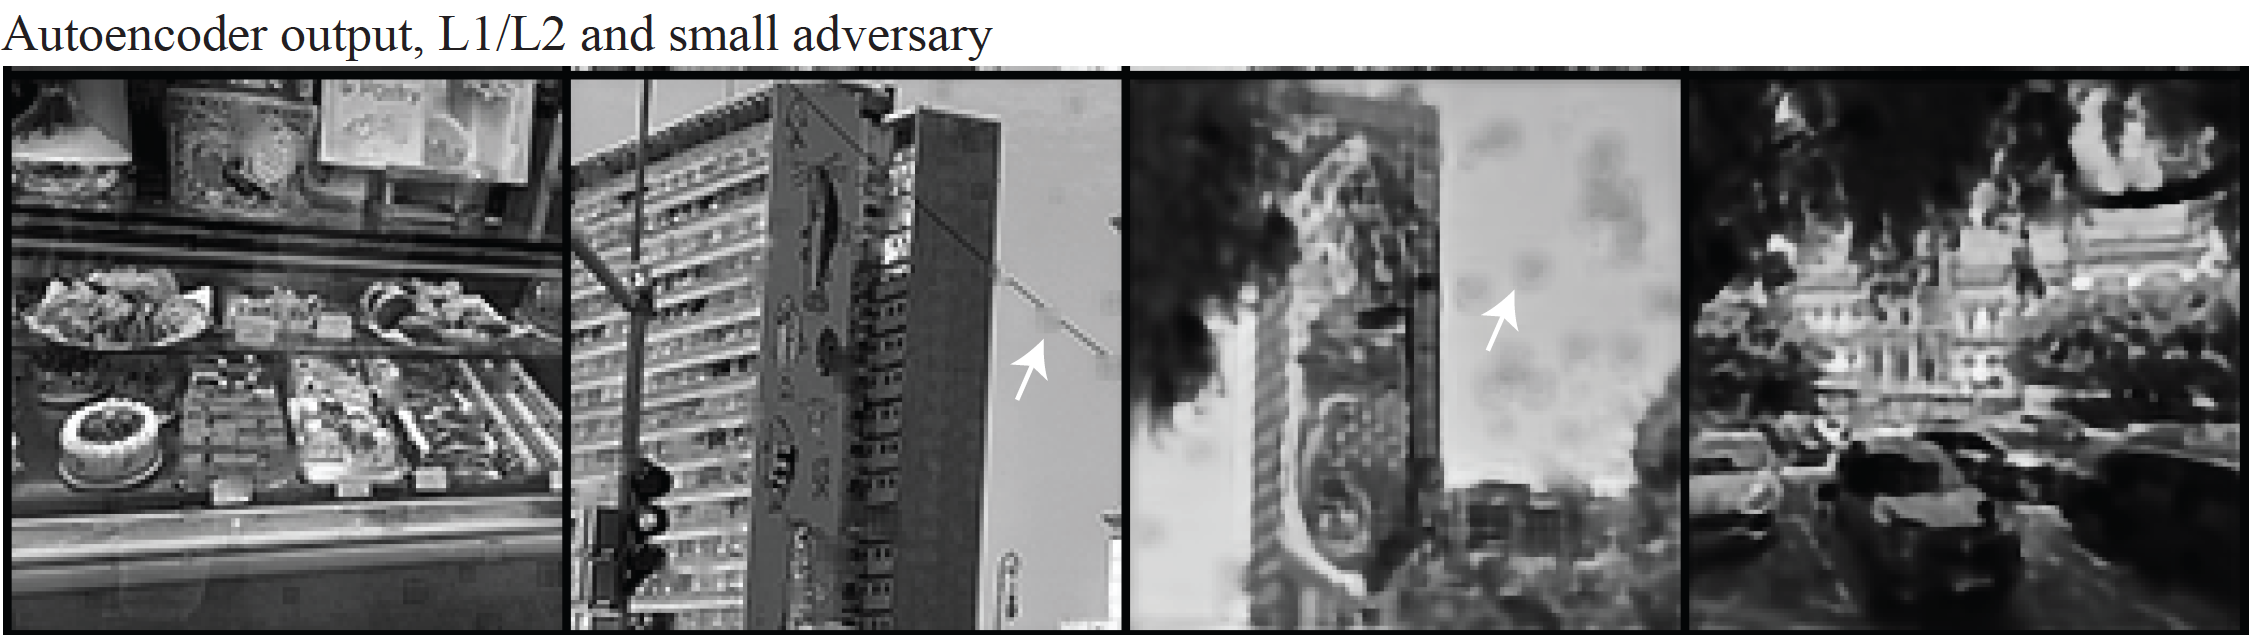 Autoencoder output, L1/L2 and small adversary